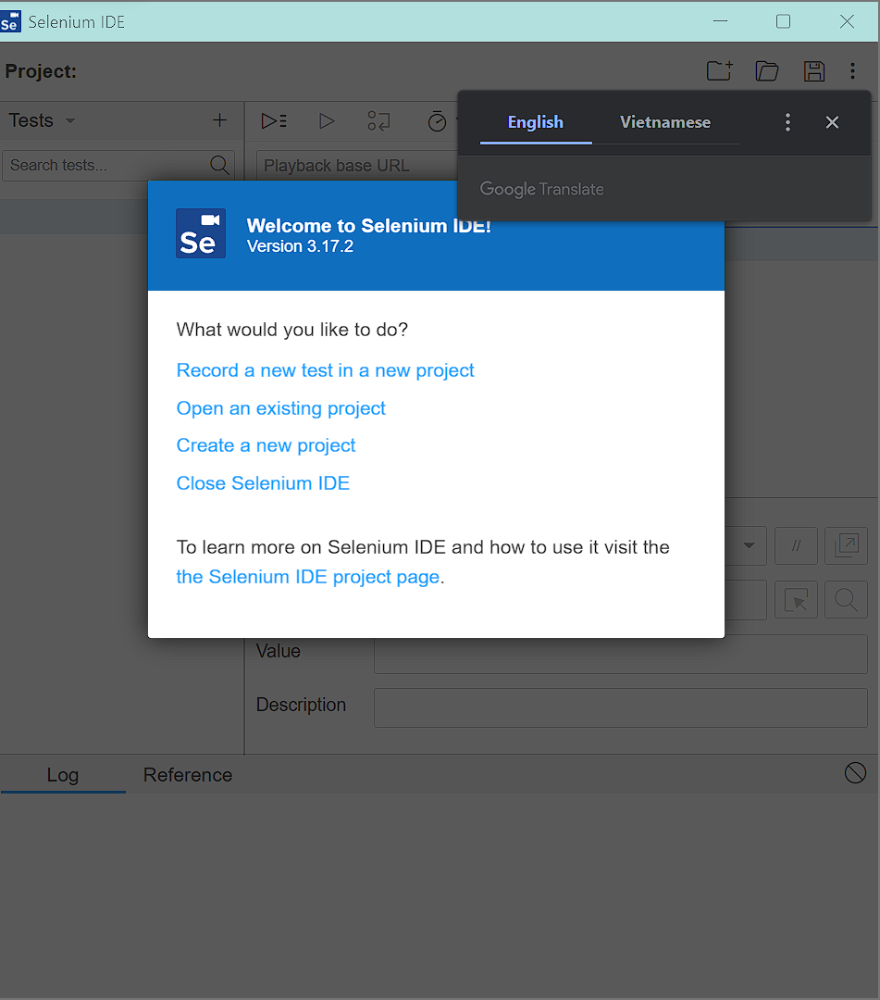 Se Selenium IDE
Project:
Tests
Search tests...
Playback base URL
English Vietnamese
Google Translate
Se
Welcome to Selenium IDE!
Version 3.17.2
What would you like to do?
Record a new test in a new project
Open an existing project
Create a new project
Close Selenium IDE
To learn more on Selenium IDE and how to use it visit the
the Selenium IDE project page.
//
Value
Description
Log Reference